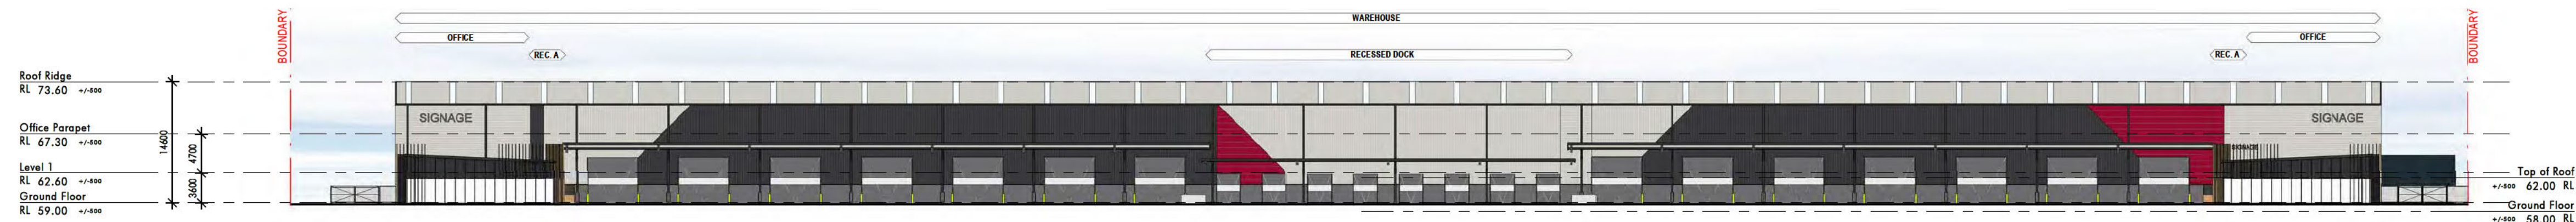 WAREHOUSE
BOUNDARY
OFFICE
OFFICE
BOUNDARY
REC. A
RECESSED DOCK
REC. A
Roof Ridge
RL 73.60 +/-500
SIGNAGE
SIGNAGE
Office Parapet
RL 67.30 +/-500
14600
4700
SIGNAGE
Level 1
RL 62.60 +/-500
3600
Top of Roof
+/-500 62.00 RL
Ground Floor
RL 59.00 +/-500
Ground Floor
+/-500 58.00 RL